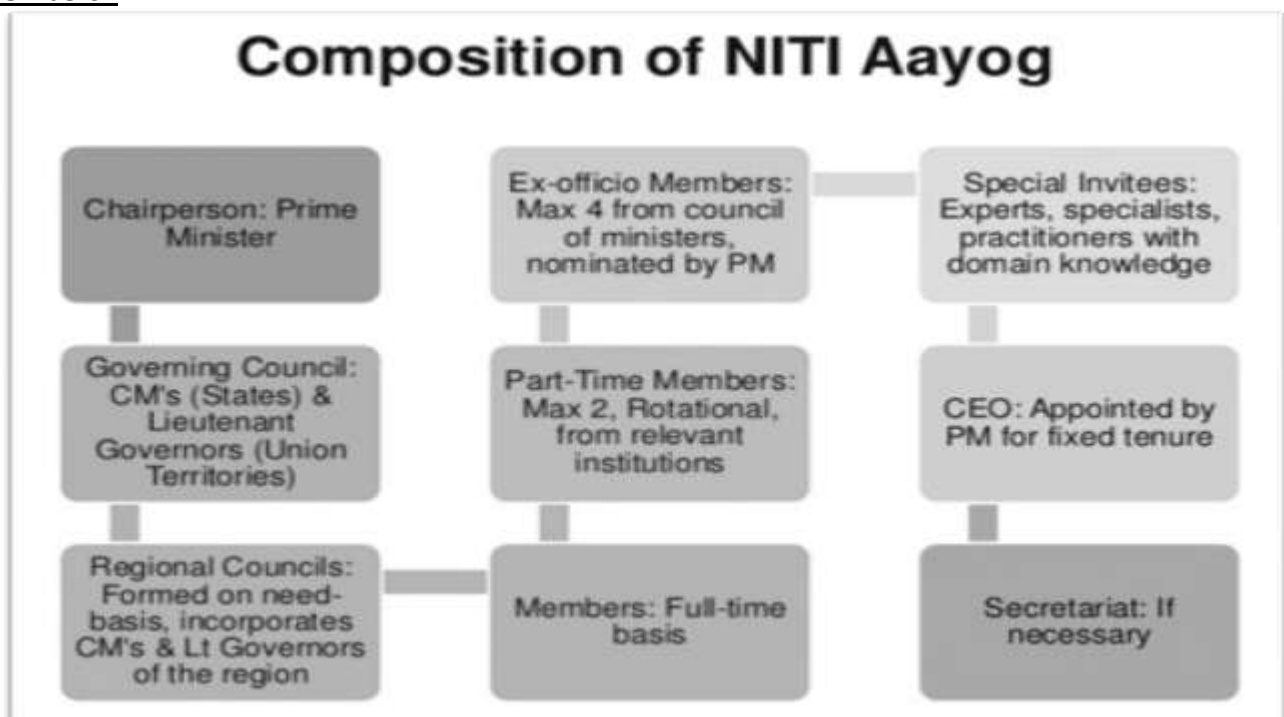 Composition of NITI Aayog
Chairperson: Prime
Minister
Governing Council:
CM's (States) &
Lieutenant
Governors (Union
Territories)
Regional Councils:
Formed on need-
basis, incorporates
CM's & Lt Governors
of the region
Members: Full-time
basis
Part-Time Members:
Max 2, Rotational,
from relevant
institutions
Ex-officio Members:
Max 4 from council
of ministers,
nominated by PM
Special Invitees:
Experts, specialists,
practitioners with
domain knowledge
CEO: Appointed by
PM for fixed tenure
Secretariat: If
necessary